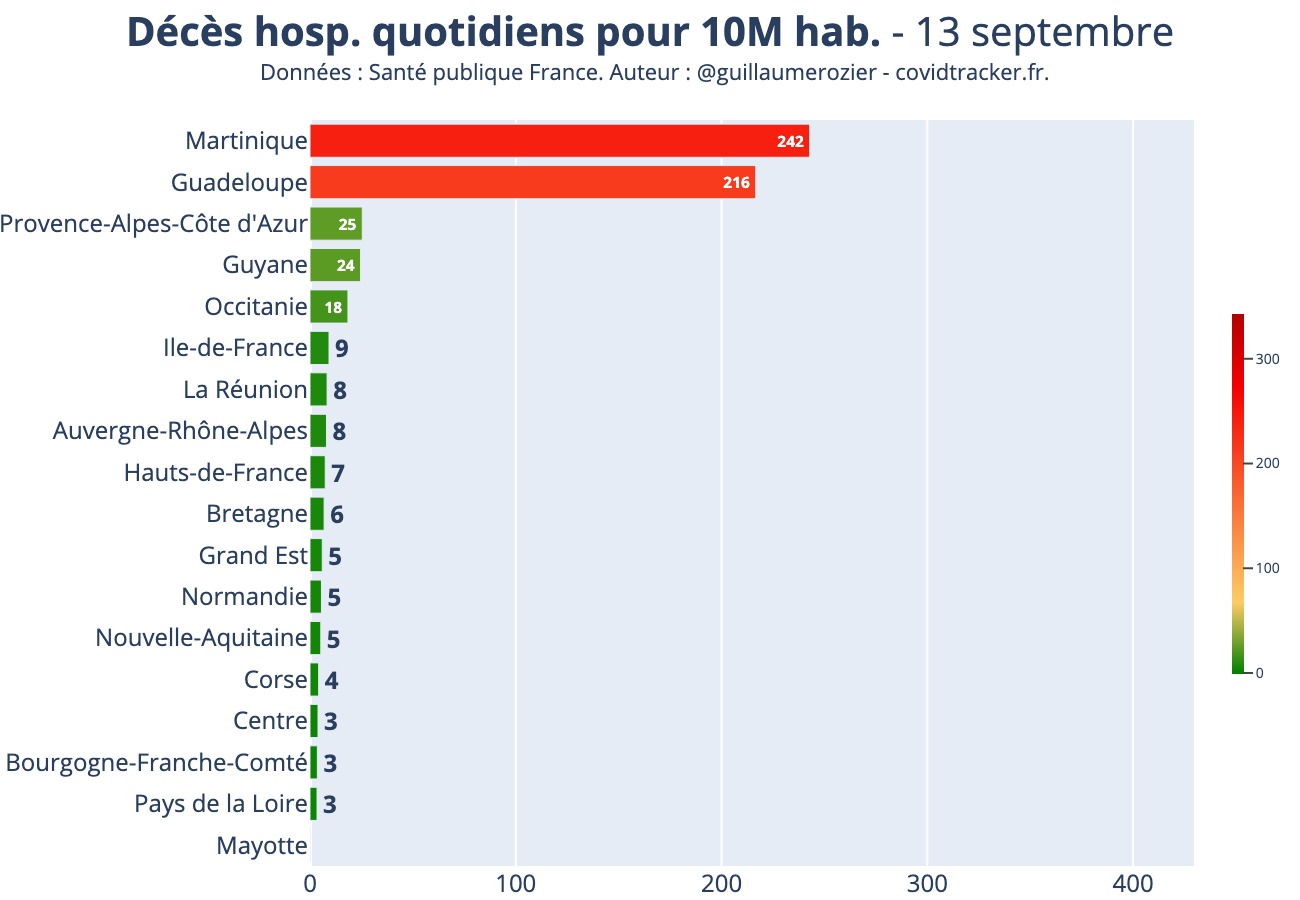 Décès hosp. quotidiens pour 10M hab. - 13 septembre
Données : Santé publique France. Auteur : @guillaumerozier - covidtracker.fr.
Martinique 242
Guadeloupe 216
Provence-Alpes-Côte d'Azur 25
Guyane 24
Occitanie 18
Ile-de-France 9
La Réunion 8
Auvergne-Rhône-Alpes 8
Hauts-de-France 7
Bretagne 6
Grand Est 5
Normandie 5
Nouvelle-Aquitaine 5
Corse 4
Centre 3
Bourgogne-Franche-Comté 3
Pays de la Loire 3
Mayotte
0 100 200 300 400
300
200
100
0